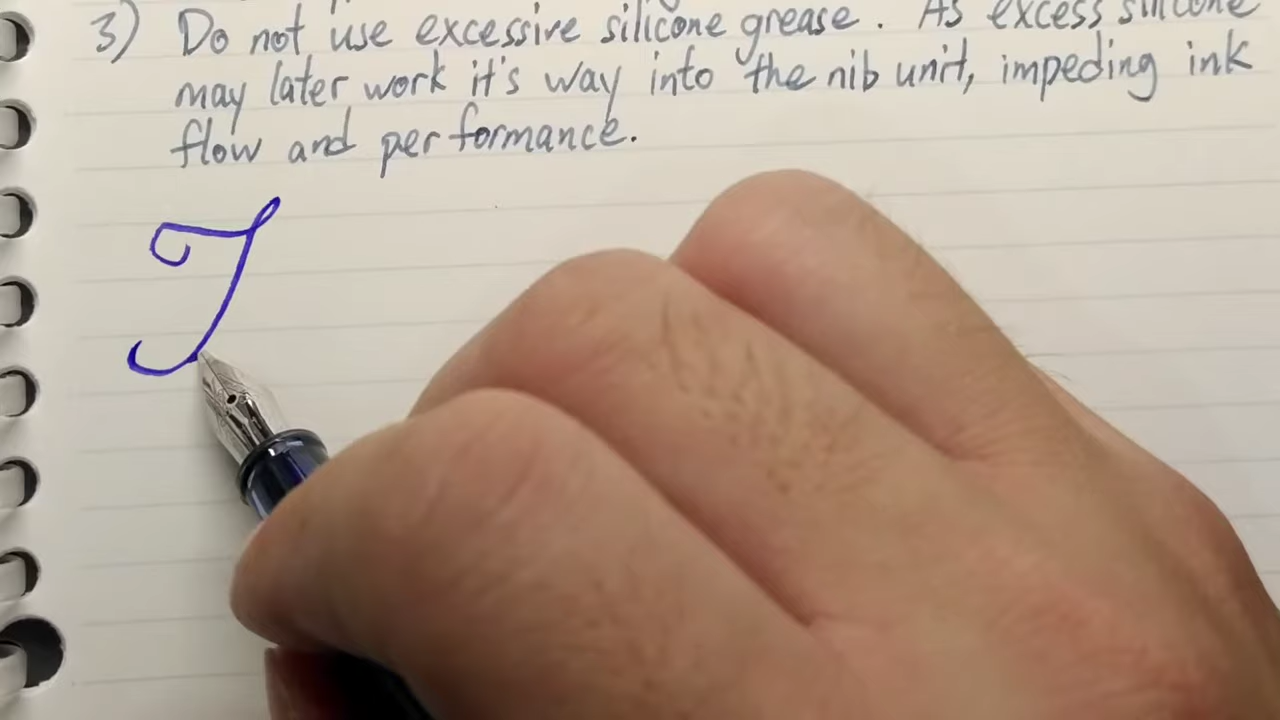 3) Do not use excessive silicone grease. As excess silicone
may later work it's way into the nib unit, impeding ink
flow and performance.
T